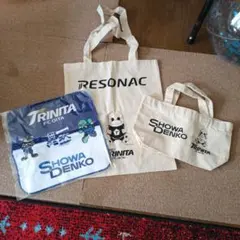 TRINITA
FC OITA
SHOWA
DENKO
RESONAC
TRINITA
SHOWA
DENKO